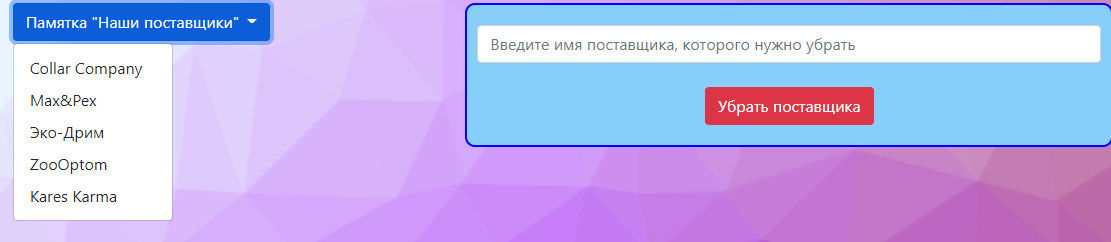 Памятка "Наши поставщики"
Collar Company
Max&Pex
Эко-Дрим
ZooOptom
Kares Karma
Введите имя поставщика, которого нужно убрать
Убрать поставщика